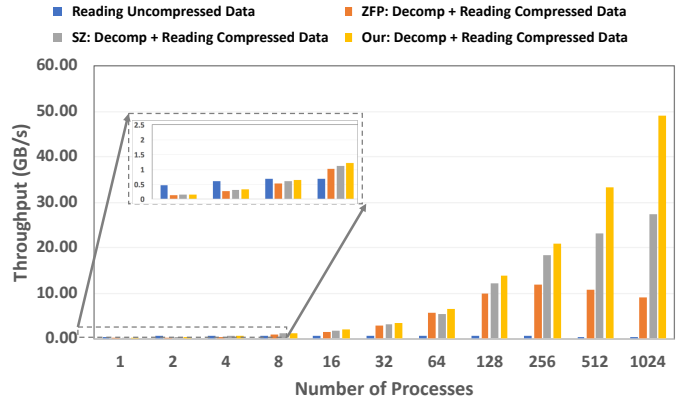 Reading Uncompressed Data ZFP: Decomp + Reading Compressed Data
SZ: Decomp + Reading Compressed Data Our: Decomp + Reading Compressed Data
60.00
50.00
40.00
30.00
20.00
10.00
0.00
Throughput (GB/s)
2.5
2
1.5
1
0.5
0
1 2 4 8 16 32 64 128 256 512 1024
Number of Processes